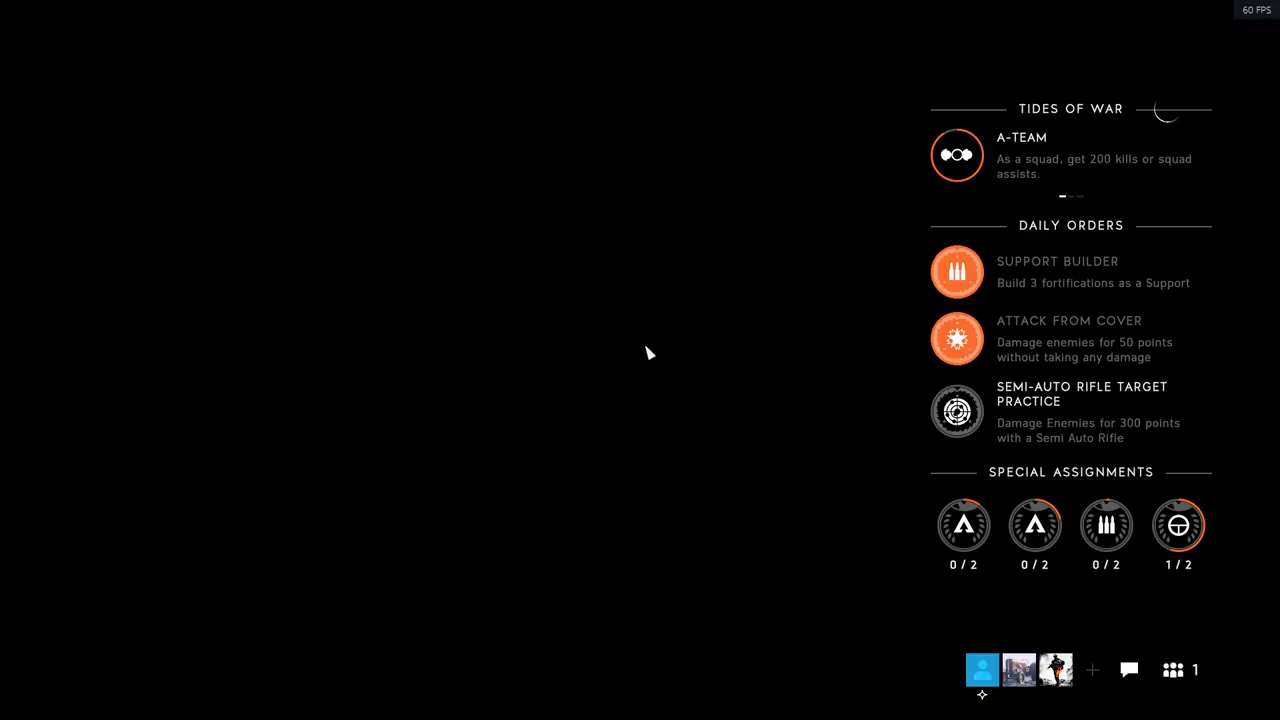 60 FPS
TIDES OF WAR
A-TEAM
As a squad, get 200 kills or squad
assists.
DAILY ORDERS
SUPPORT BUILDER
Build 3 fortifications as a Support
ATTACK FROM COVER
Damage enemies for 50 points
without taking any damage
SEMI-AUTO RIFLE TARGET
PRACTICE
Damage Enemies for 300 points
with a Semi Auto Rifle
SPECIAL ASSIGNMENTS
0 / 2 0 / 2 0 / 2 1 / 2
1